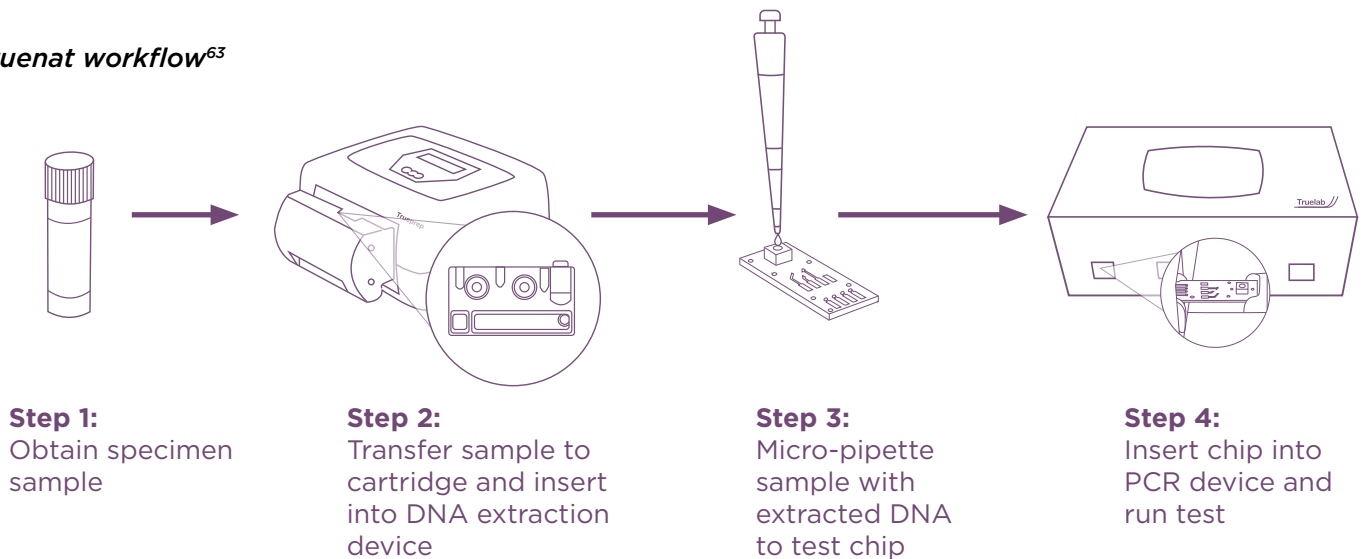 uenat workflow63
Trueprep
Truelab
Step 1:
Obtain specimen
sample
Step 2:
Transfer sample to
cartridge and insert
into DNA extraction
device
Step 3:
Micro-pipette
sample with
extracted DNA
to test chip
Step 4:
Insert chip into
PCR device and
run test